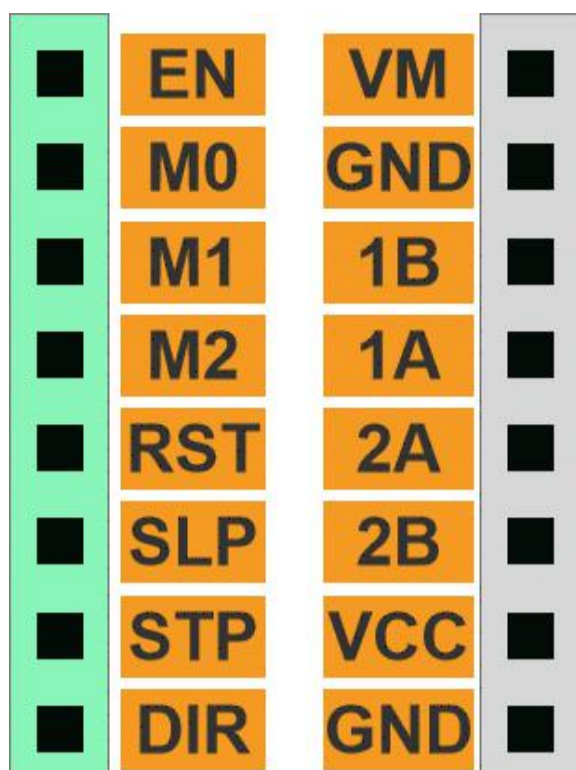 EN VM
M0 GND
M1 1B
M2 1A
RST 2A
SLP 2B
STP VCC
DIR GND